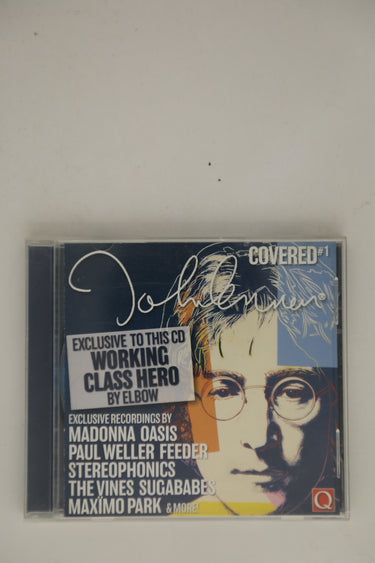 COVERED #1
John Lennon
EXCLUSIVE TO THIS CD
WORKING
CLASS HERO
BY ELBOW
EXCLUSIVE RECORDINGS BY
MADONNA OASIS
PAUL WELLER FEEDER
STEREOPHONICS
THE VINES SUGABABES
MAXÏMO PARK & MORE!
Q